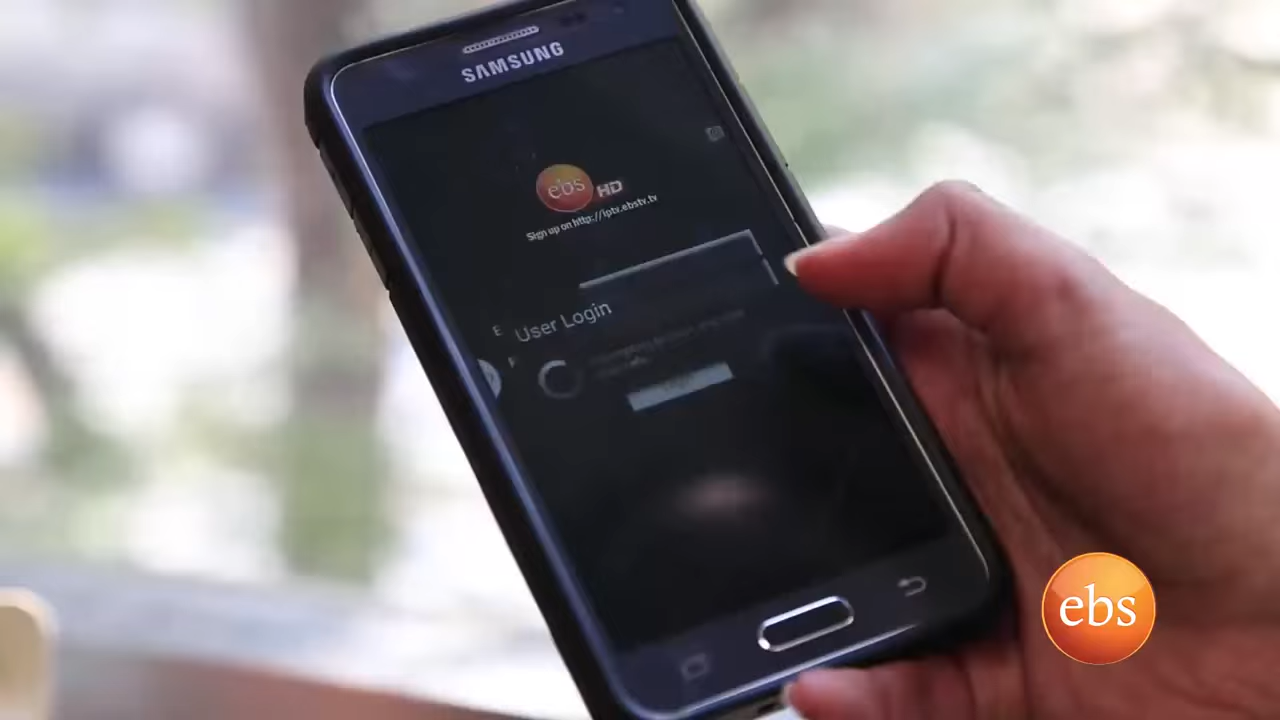 SAMSUNG
ebs HD
Sign up on http://iptv.ebstv.tv
E User Login
ebs